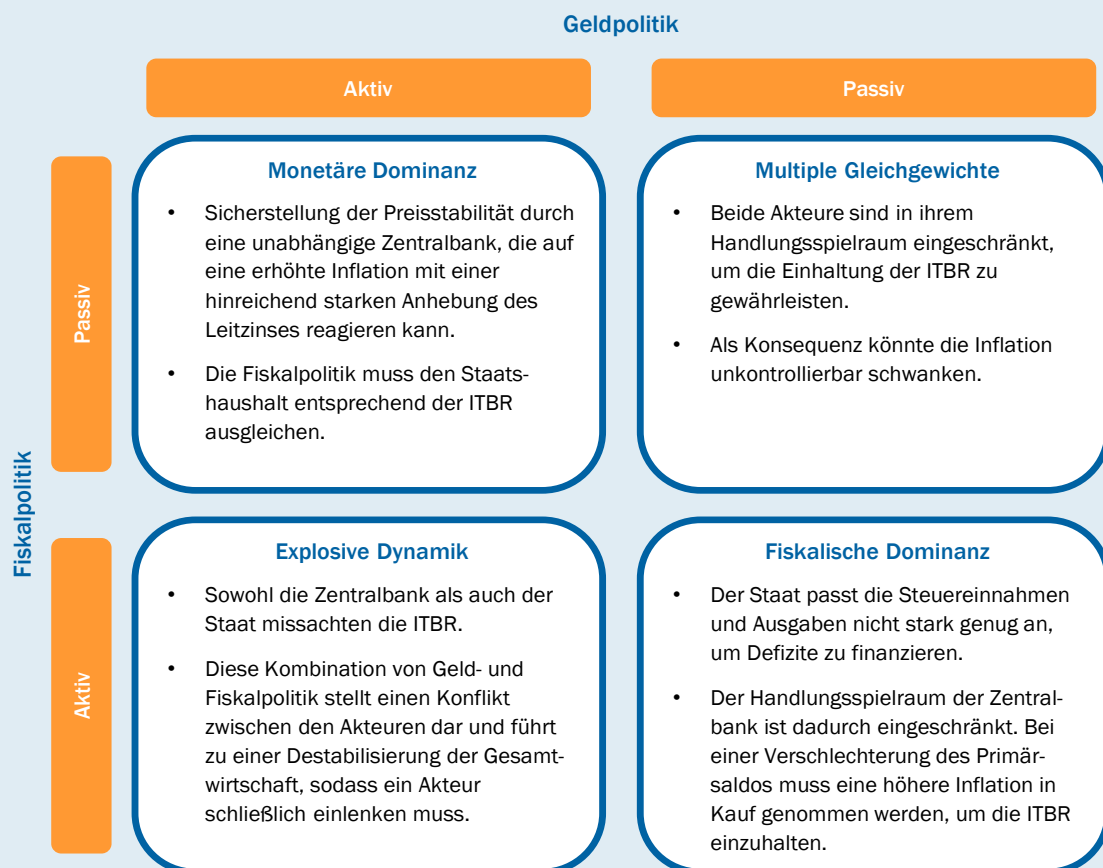 Geldpolitik
Aktiv
Passiv
Fiskalpolitik
Passiv
Monetäre Dominanz
• Sicherstellung der Preisstabilität durch
eine unabhängige Zentralbank, die auf
eine erhöhte Inflation mit einer
hinreichend starken Anhebung des
Leitzinses reagieren kann.
• Die Fiskalpolitik muss den Staats-
haushalt entsprechend der ITBR
ausgleichen.
Multiple Gleichgewichte
• Beide Akteure sind in ihrem
Handlungsspielraum eingeschränkt,
um die Einhaltung der ITBR zu
gewährleisten.
• Als Konsequenz könnte die Inflation
unkontrollierbar schwanken.
Aktiv
Explosive Dynamik
• Sowohl die Zentralbank als auch der
Staat missachten die ITBR.
• Diese Kombination von Geld- und
Fiskalpolitik stellt einen Konflikt
zwischen den Akteuren dar und führt
zu einer Destabilisierung der Gesamt-
wirtschaft, sodass ein Akteur
schließlich einlenken muss.
Fiskalische Dominanz
• Der Staat passt die Steuereinnahmen
und Ausgaben nicht stark genug an,
um Defizite zu finanzieren.
• Der Handlungsspielraum der Zentral-
bank ist dadurch eingeschränkt. Bei
einer Verschlechterung des Primär-
saldos muss eine höhere Inflation in
Kauf genommen werden, um die ITBR
einzuhalten.